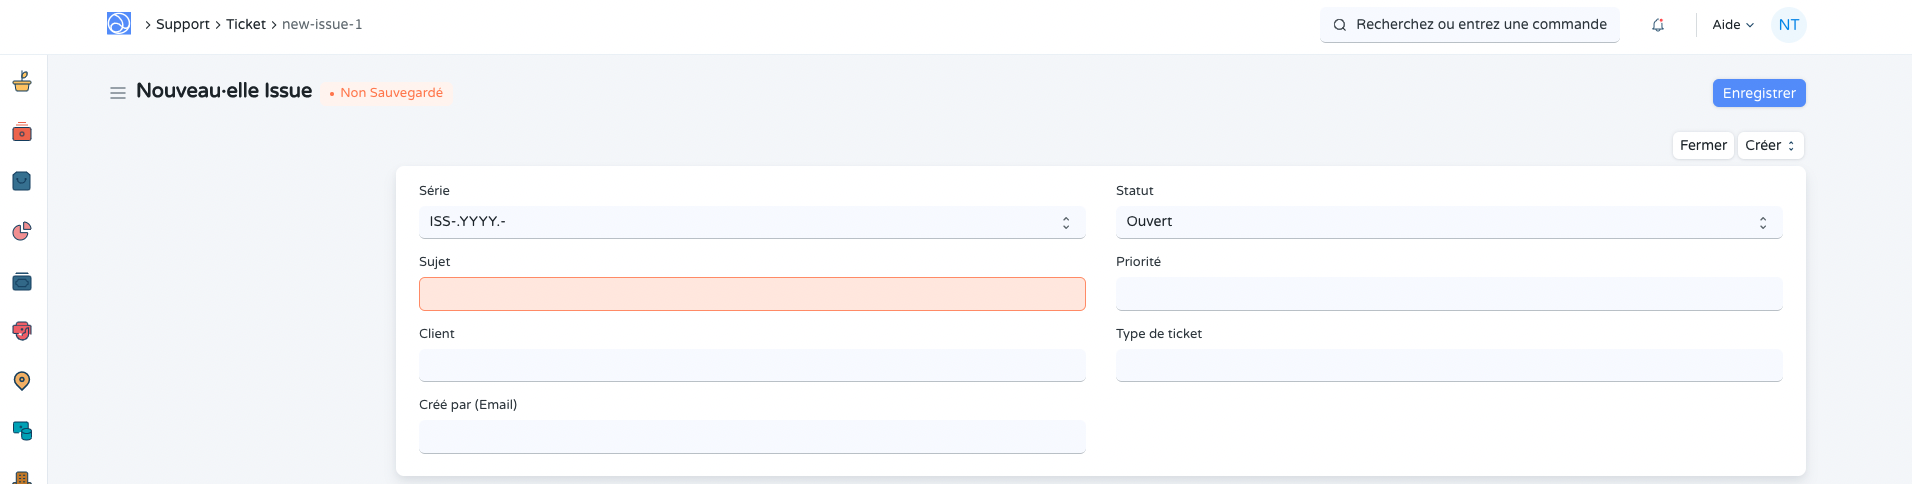 Support Ticket new-issue-1
Recherchez ou entrez une commande
Aide
NT
Nouveau·elle Issue
Non Sauvegardé
Enregistrer
Fermer
Créer
Série
ISS-.YYYY.-
Statut
Ouvert
Sujet
Priorité
Client
Type de ticket
Créé par (Email)